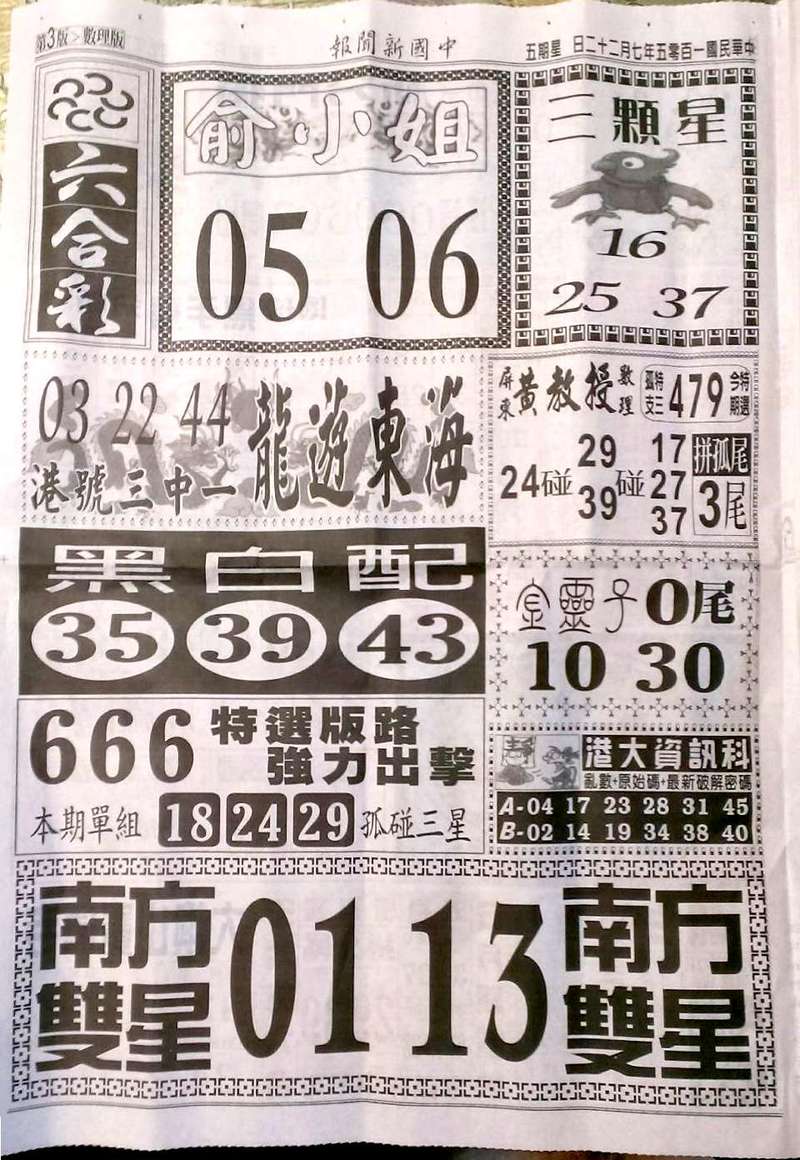 第3版>數理版
報聞新國中
中華民國一百零五年七月二十二日 星期五
六合彩
俞小姐
05 06
三顆星
16
25 37
03 22 44
港號三中一
龍遊東海
屏東黃教授數理
孤特支三 479 今特期選
24碰 29 39 碰 17 27 37
拼孤尾
3尾
黑白配
35 39 43
金靈子 0尾
10 30
666 特選版路
強力出擊
本期單組 18 24 29 孤碰三星
港大資訊科
亂數+原始碼+最新破解密碼
A-04 17 23 28 31 45
B-02 14 19 34 38 40
南方雙星 01 13 南方雙星